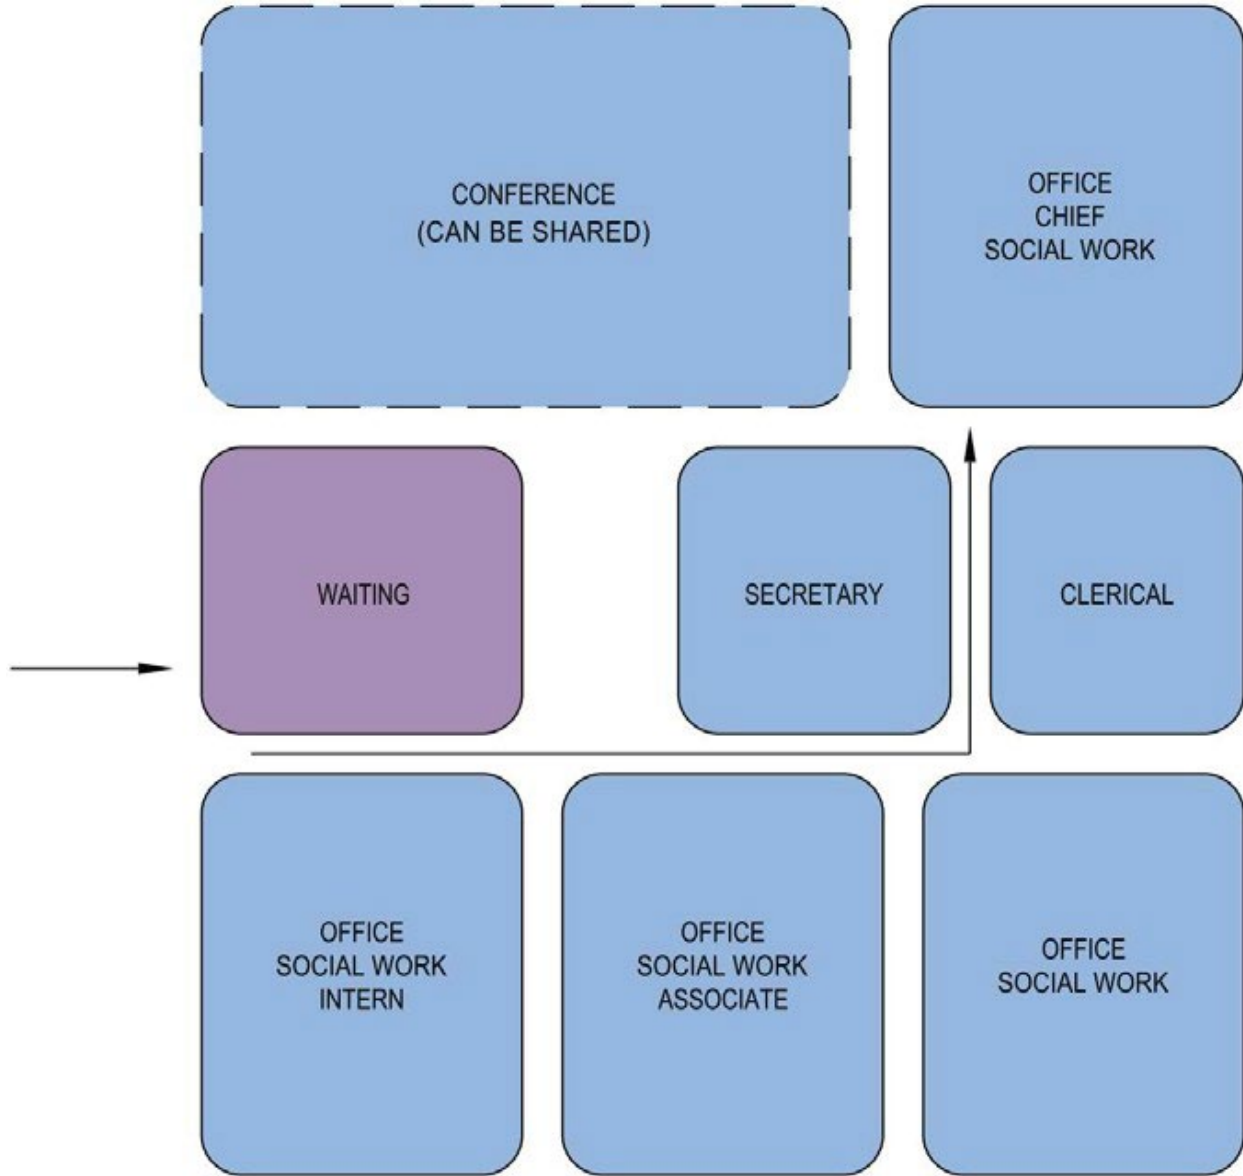 CONFERENCE
(CAN BE SHARED)
OFFICE
CHIEF
SOCIAL WORK
WAITING
SECRETARY
CLERICAL
OFFICE
SOCIAL WORK
INTERN
OFFICE
SOCIAL WORK
ASSOCIATE
OFFICE
SOCIAL WORK